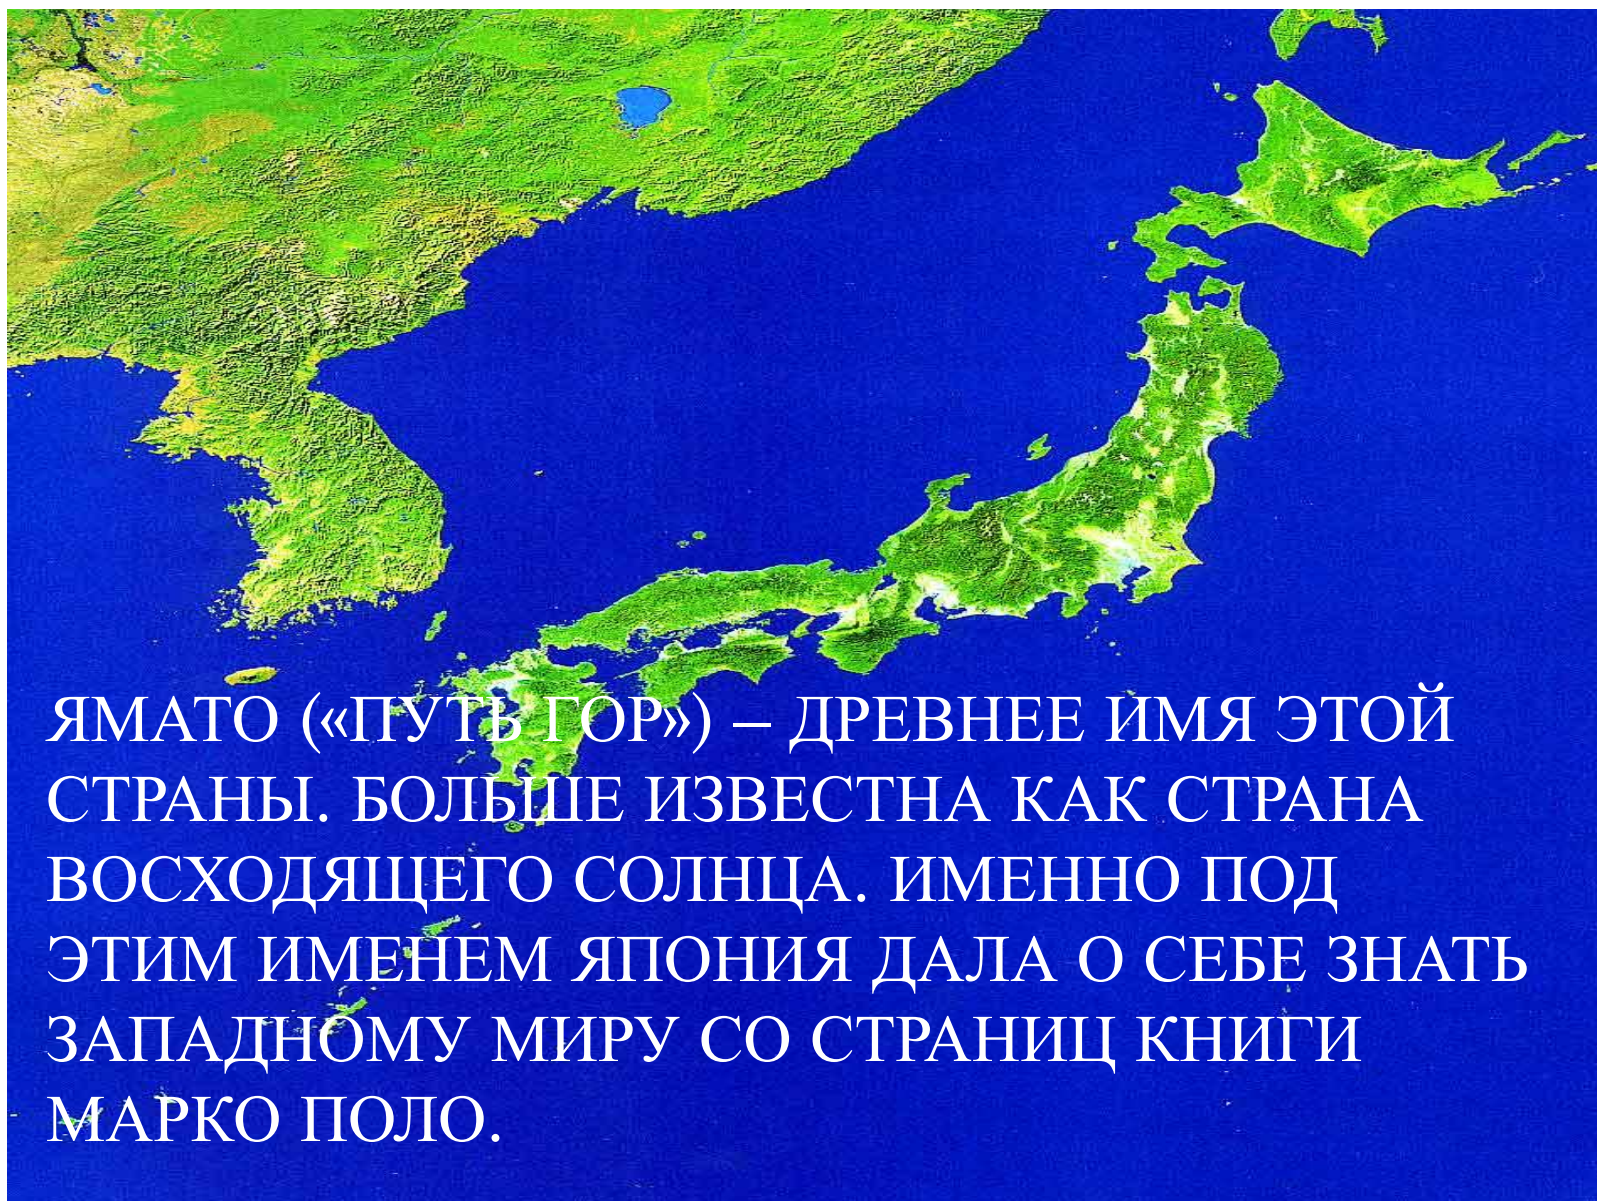 ЯМАТО («ПУТЬ ГОР») – ДРЕВНЕЕ ИМЯ ЭТОЙ
СТРАНЫ. БОЛЬШЕ ИЗВЕСТНА КАК СТРАНА
ВОСХОДЯЩЕГО СОЛНЦА. ИМЕННО ПОД
ЭТИМ ИМЕНЕМ ЯПОНИЯ ДАЛА О СЕБЕ ЗНАТЬ
ЗАПАДНОМУ МИРУ СО СТРАНИЦ КНИГИ
МАРКО ПОЛО.